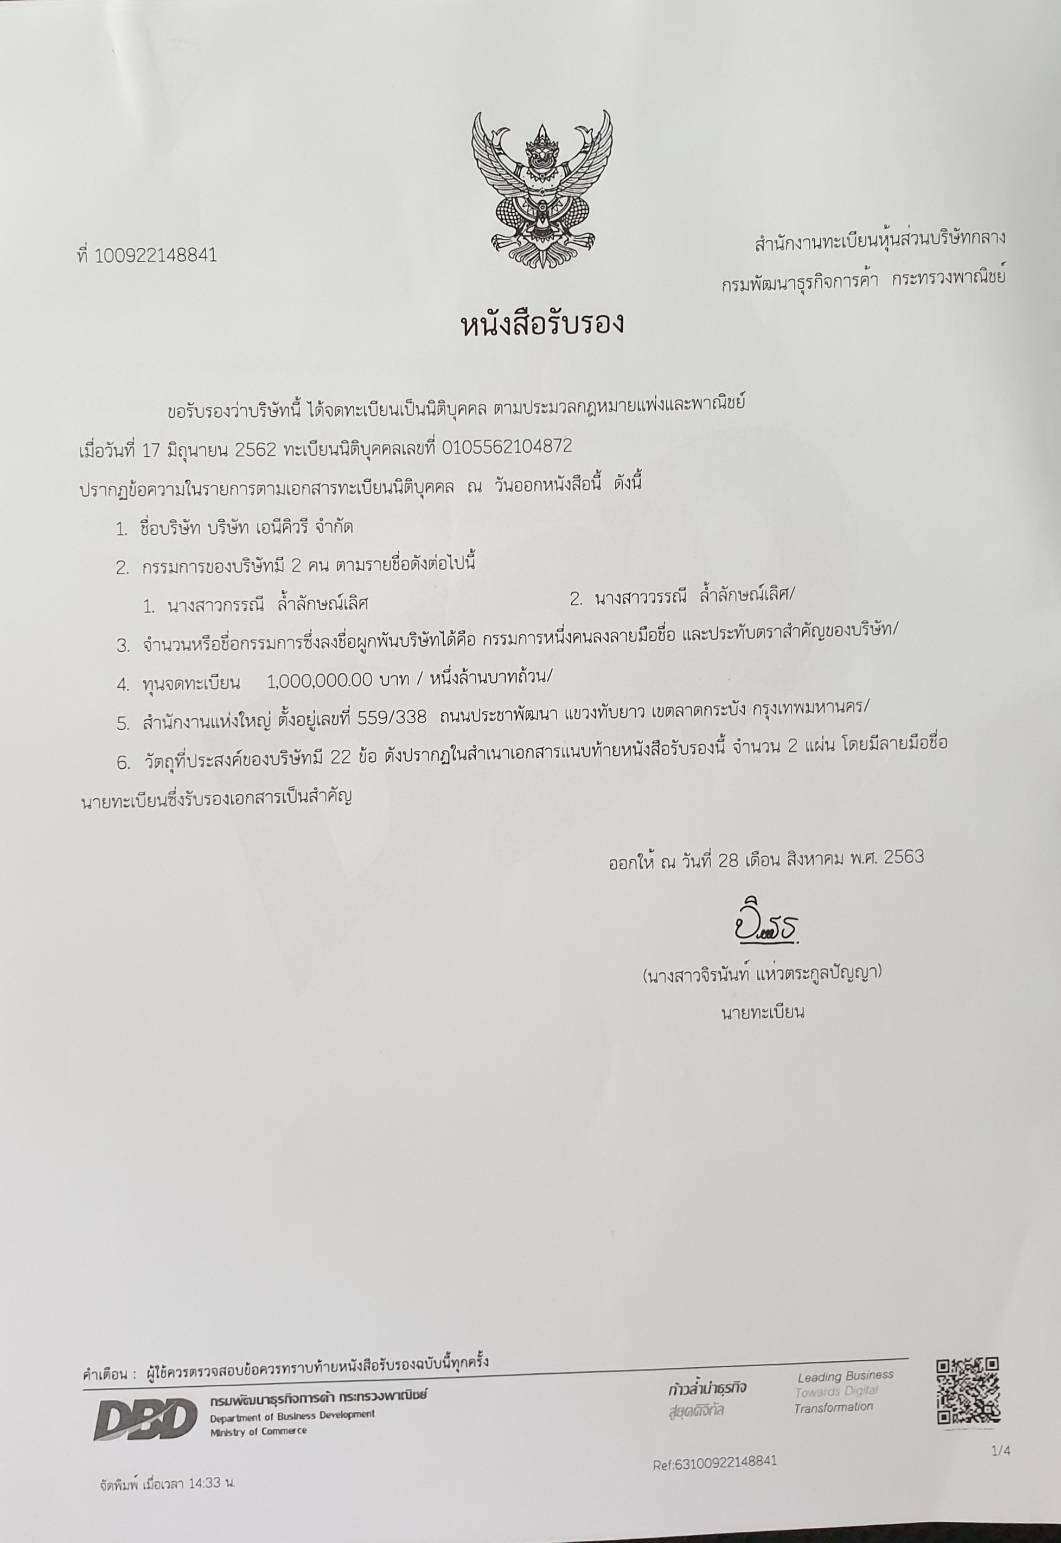 ที่ 100922148841
สำนักงานทะเบียนหุ้นส่วนบริษัทกลาง
กรมพัฒนาธุรกิจการค้า กระทรวงพาณิชย์
หนังสือรับรอง
ขอรับรองว่าบริษัทนี้ ได้จดทะเบียนเป็นนิติบุคคล ตามประมวลกฎหมายแพ่งและพาณิชย์
เมื่อวันที่ 17 มิถุนายน 2562 ทะเบียนนิติบุคคลเลขที่ 0105562104872
ปรากฏข้อความในรายการตามเอกสารทะเบียนนิติบุคคล ณ วันออกหนังสือนี้ ดังนี้
1. ชื่อบริษัท บริษัท เอนีคิวรี จำกัด
2. กรรมการของบริษัทมี 2 คน ตามรายชื่อดังต่อไปนี้
1. นางสาวกรรณี ล้ำลักษณ์เลิศ 2. นางสาววรรณี ล้ำลักษณ์เลิศ/
3. จำนวนหรือชื่อกรรมการซึ่งลงชื่อผูกพันบริษัทได้คือ กรรมการหนึ่งคนลงลายมือชื่อ และประทับตราสำคัญของบริษัท/
4. ทุนจดทะเบียน 1,000,000.00 บาท / หนึ่งล้านบาทถ้วน/
5. สำนักงานแห่งใหญ่ ตั้งอยู่เลขที่ 559/338 ถนนประชาพัฒนา แขวงทับยาว เขตลาดกระบัง กรุงเทพมหานคร/
6. วัตถุที่ประสงค์ของบริษัทมี 22 ข้อ ดังปรากฏในสำเนาเอกสารแนบท้ายหนังสือรับรองนี้ จำนวน 2 แผ่น โดยมีลายมือชื่อ
นายทะเบียนซึ่งรับรองเอกสารเป็นสำคัญ
ออกให้ ณ วันที่ 28 เดือน สิงหาคม พ.ศ. 2563
(นางสาวจิรนันท์ แห่วตระกูลปัญญา)
นายทะเบียน
คำเตือน : ผู้ใช้ควรตรวจสอบข้อควรทราบท้ายหนังสือรับรองฉบับนี้ทุกครั้ง
DBD
กรมพัฒนาธุรกิจการค้า กระทรวงพาณิชย์
Department of Business Development
Ministry of Commerce
ก้าวล้ำนำธุรกิจ
สู่ยุคดิจิทัล
Leading Business
Towards Digital
Transformation
1/4
Ref:63100922148841
จัดพิมพ์ เมื่อเวลา 14:33 น.